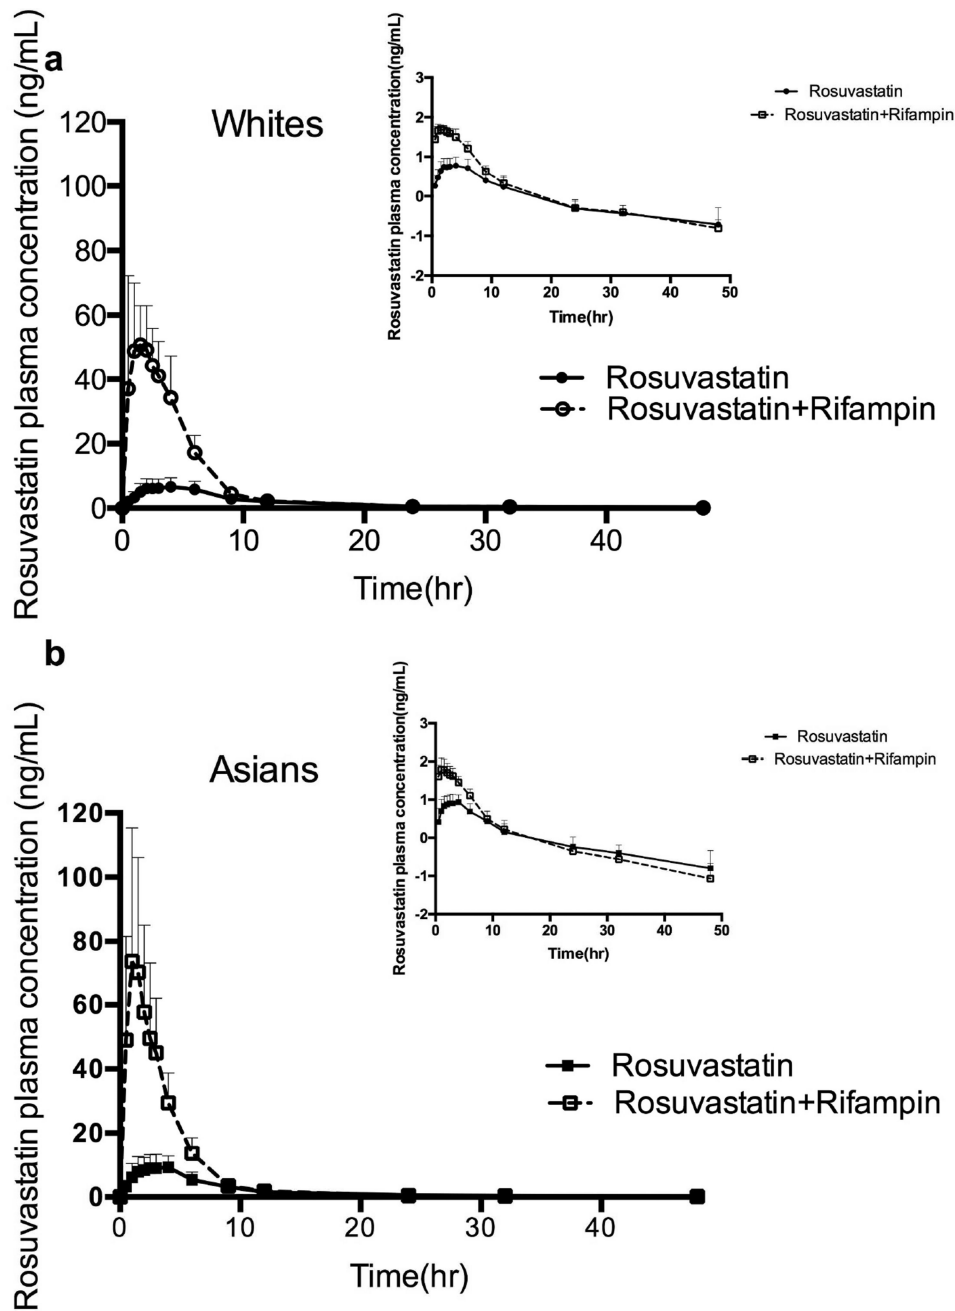 a
Whites
Rosuvastatin plasma concentration (ng/mL)
120
100
80
60
40
20
0
0 10 20 30 40
Time(hr)
Rosuvastatin plasma concentration(ng/mL)
3
2
1
0
-1
-2
0 10 20 30 40 50
Time(hr)
Rosuvastatin
Rosuvastatin+Rifampin
Rosuvastatin
Rosuvastatin+Rifampin
b
Asians
Rosuvastatin plasma concentration (ng/mL)
120
100
80
60
40
20
0
0 10 20 30 40
Time(hr)
Rosuvastatin plasma concentration(ng/mL)
3
2
1
0
-1
-2
0 10 20 30 40 50
Time(hr)
Rosuvastatin
Rosuvastatin+Rifampin
Rosuvastatin
Rosuvastatin+Rifampin